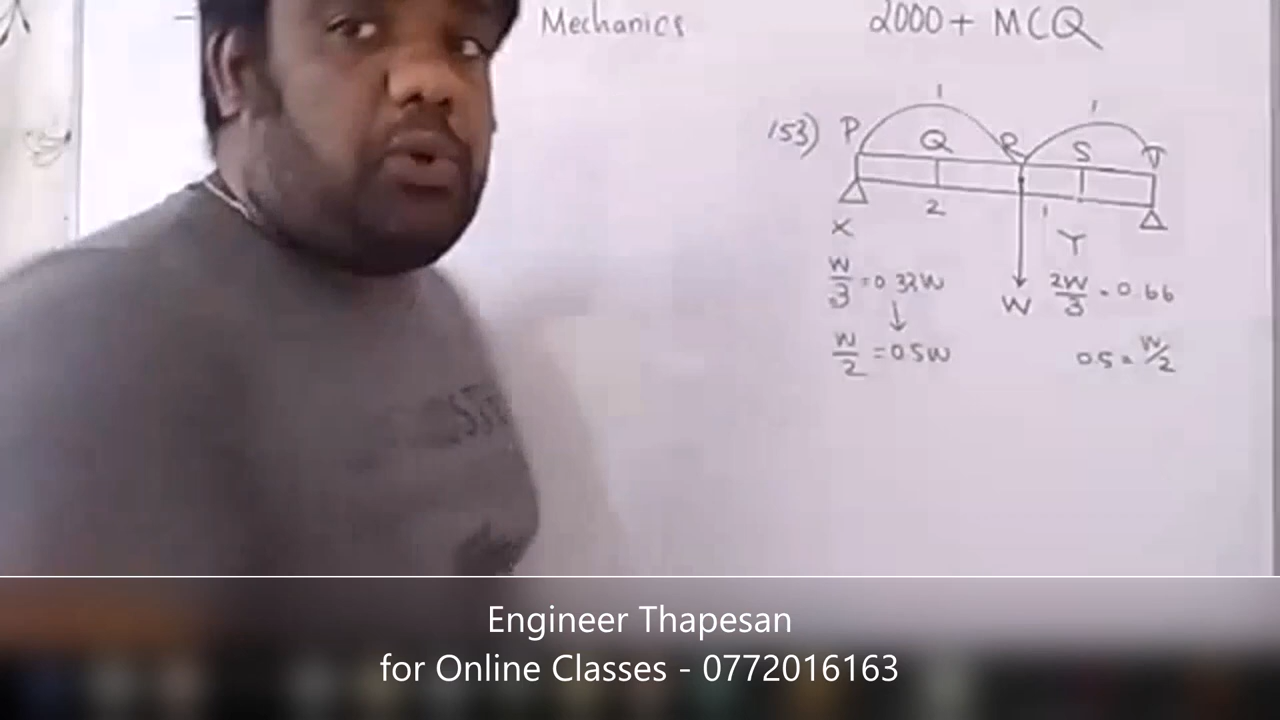 Mechanics
2000 + MCQ
1 1
153) P Q R S T
2 1
X Y
W/3 = 0.33W
W
2W/3 = 0.66
↓
W/2 = 0.5W
0.5 = W/2
Engineer Thapesan
for Online Classes - 0772016163